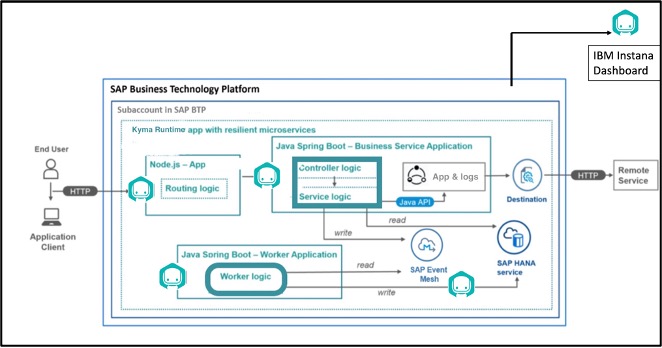 IBM Instana
Dashboard
SAP Business Technology Platform
Subaccount in SAP BTP
Kyma Runtime app with resilient microservices
Java Spring Boot – Business Service Application
End User
Node.js – App
Controller logic
HTTP
Routing logic
App & logs
HTTP
Remote
Service
Service logic
Java API
Destination
Application
Client
read
write
Java Spring Boot – Worker Application
Worker logic
read
SAP Event
Mesh
SAP HANA
service
write